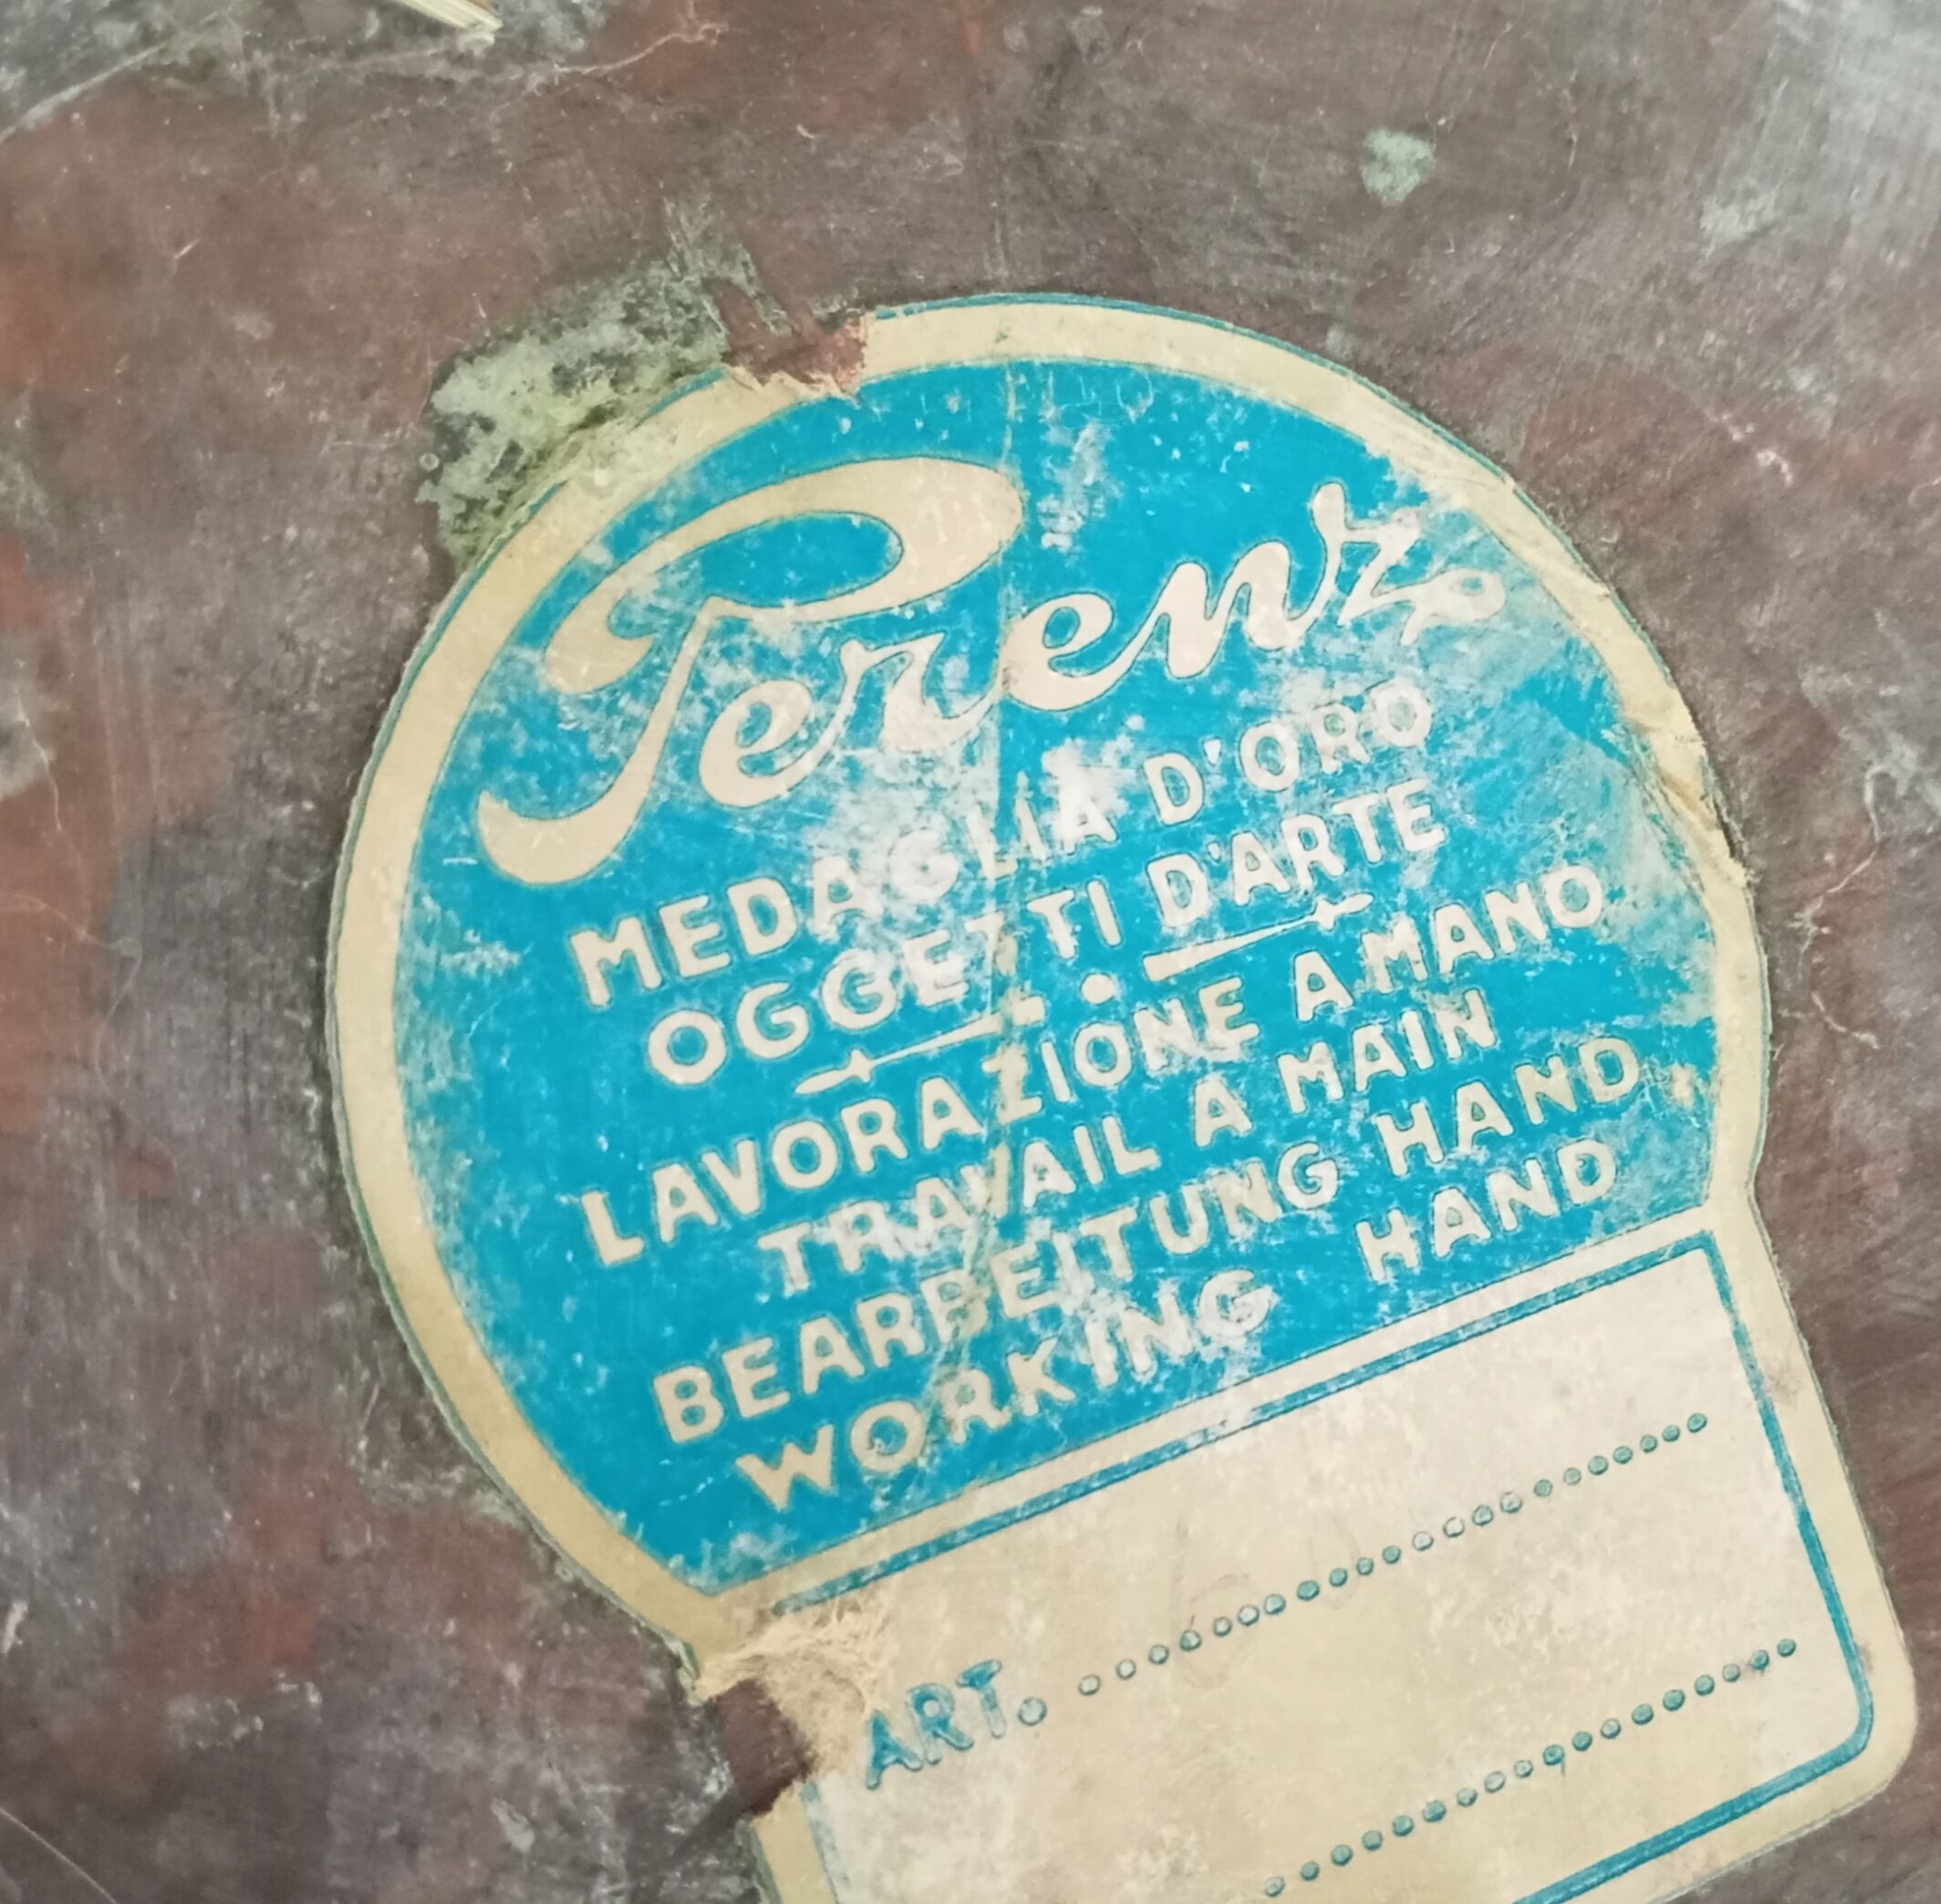 Perenz
MEDAGLIA D'ORO
OGGETTI D'ARTE
LAVORAZIONE A MANO
TRAVAIL A MAIN
BEARBEITUNG HAND
WORKING HAND
ART. ......................
...................